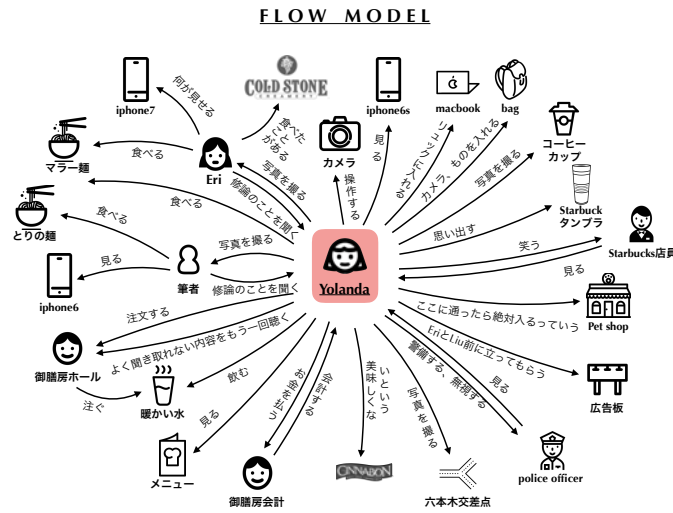 FLOW MODEL
iphone7
何が見せる
COLD STONE
CREAMERY
食べた
ことがある
カメラ
iphone6s
見る
macbook
bag
リュックに入れる
カメラ、ものを入れる
写真を撮る
コーヒー
カップ
マラー麺
食べる
Eri
写真を撮る
修論のことを聞く
操作する
とりの麺
食べる
食べる
Starbuck
タンブラ
思い出す
笑う
見る
Starbucks店員
iphone6
見る
筆者
写真を撮る
修論のことを聞く
Yolanda
ここに通ったら絶対入るっていう
Pet shop
注文する
よく聞き取れない内容をもう一回聴く
御膳房ホール
注ぐ
暖かい水
飲む
EriとLiu前に立ってもらう
広告板
見る
警備する、無視する
police officer
見る
メニュー
お金を払う
会計する
御膳房会計
美味しくな
いという
CINNABON
写真を撮る
六本木交差点